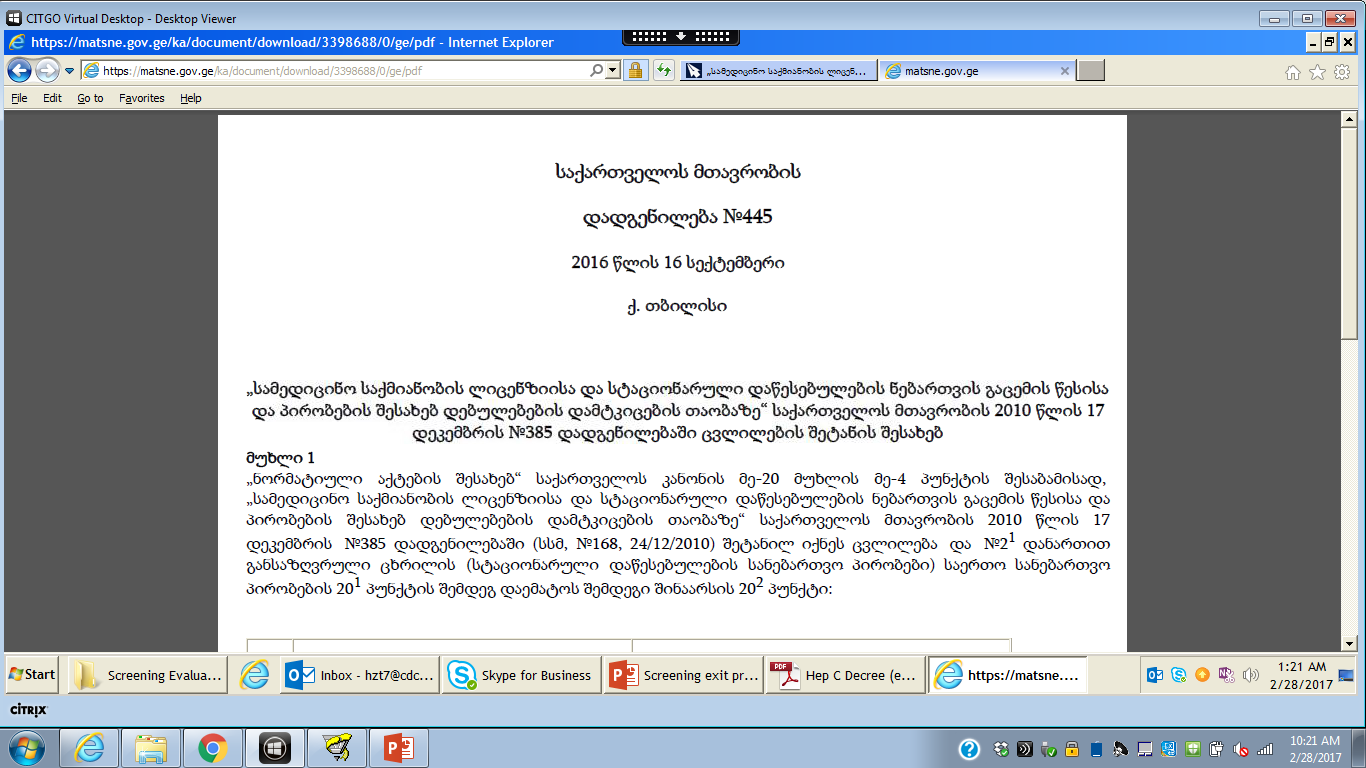 CITGO Virtual Desktop - Desktop Viewer
https://matsne.gov.ge/ka/document/download/3398688/0/ge/pdf - Internet Explorer
https://matsne.gov.ge/ka/document/download/3398688/0/ge/pdf
„სამედიცინო საქმიანობის ლიცენ...
matsne.gov.ge
File Edit Go to Favorites Help
საქართველოს მთავრობის
დადგენილება №445
2016 წლის 16 სექტემბერი
ქ. თბილისი
„სამედიცინო საქმიანობის ლიცენზიისა და სტაციონარული დაწესებულების ნებართვის გაცემის წესისა
და პირობების შესახებ დებულებების დამტკიცების თაობაზე“ საქართველოს მთავრობის 2010 წლის 17
დეკემბრის №385 დადგენილებაში ცვლილების შეტანის შესახებ
მუხლი 1
„ნორმატიული აქტების შესახებ“ საქართველოს კანონის მე-20 მუხლის მე-4 პუნქტის შესაბამისად,
„სამედიცინო საქმიანობის ლიცენზიისა და სტაციონარული დაწესებულების ნებართვის გაცემის წესისა და
პირობების შესახებ დებულებების დამტკიცების თაობაზე“ საქართველოს მთავრობის 2010 წლის 17
დეკემბრის №385 დადგენილებაში (სსმ, №168, 24/12/2010) შეტანილ იქნეს ცვლილება და №2¹ დანართით
განსაზღვრული ცხრილის (სტაციონარული დაწესებულების სანებართვო პირობები) საერთო სანებართვო
პირობების 20¹ პუნქტის შემდეგ დაემატოს შემდეგი შინაარსის 20² პუნქტი:
Start
Screening Evalua...
Inbox - hzt7@cdc...
Skype for Business
Screening exit pr...
Hep C Decree (e...
https://matsne....
1:21 AM
2/28/2017
CITRIX
10:21 AM
2/28/2017